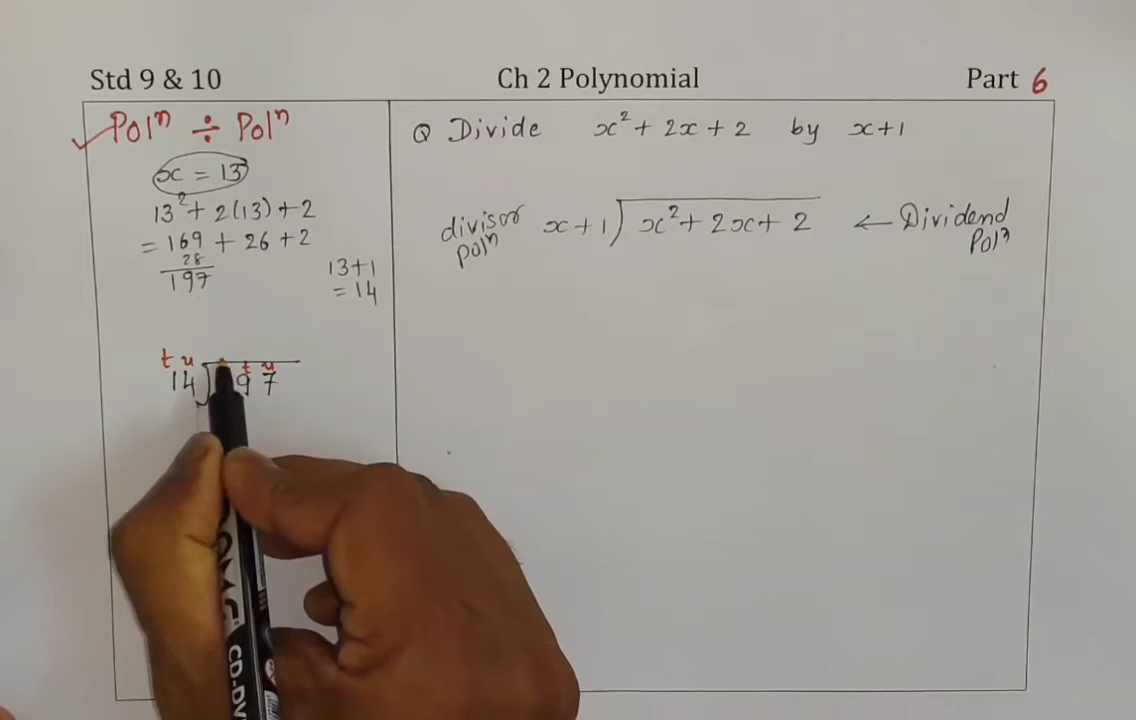 Std 9 & 10 Ch 2 Polynomial Part 6
Polⁿ ÷ Polⁿ
x = 13
13² + 2(13) + 2
= 169 + 26 + 2
28
197
13+1
= 14
t u t u
14 97
Q Divide x² + 2x + 2 by x+1
divisor polⁿ x + 1 x² + 2x + 2 ← Dividend Polⁿ